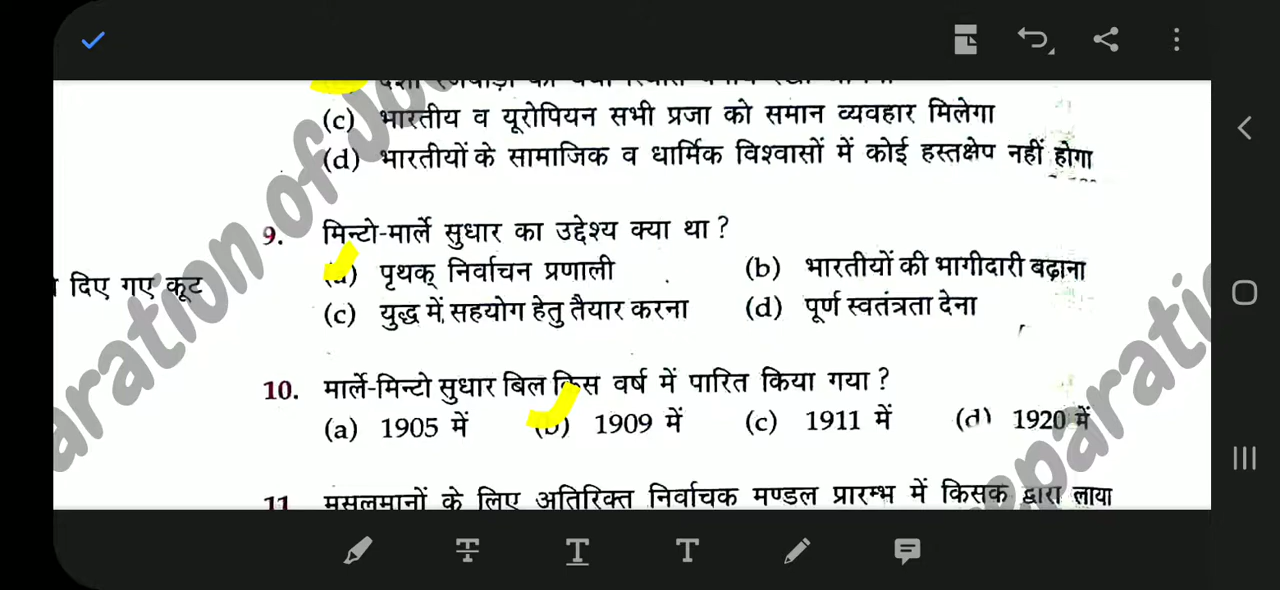 (c) भारतीय व यूरोपियन सभी प्रजा को समान व्यवहार मिलेगा
(d) भारतीयों के सामाजिक व धार्मिक विश्वासों में कोई हस्तक्षेप नहीं होगा
9. मिन्टो-मार्ले सुधार का उद्देश्य क्या था ?
दिए गए कूट
(a) पृथक् निर्वाचन प्रणाली (b) भारतीयों की भागीदारी बढ़ाना
(c) युद्ध में सहयोग हेतु तैयार करना (d) पूर्ण स्वतंत्रता देना
10. मार्ले-मिन्टो सुधार बिल किस वर्ष में पारित किया गया ?
(a) 1905 में (b) 1909 में (c) 1911 में (d) 1920 में
11 मुसलमानों के लिए अतिरिक्त निर्वाचक मण्डल प्रारम्भ में किसक द्वारा लाया